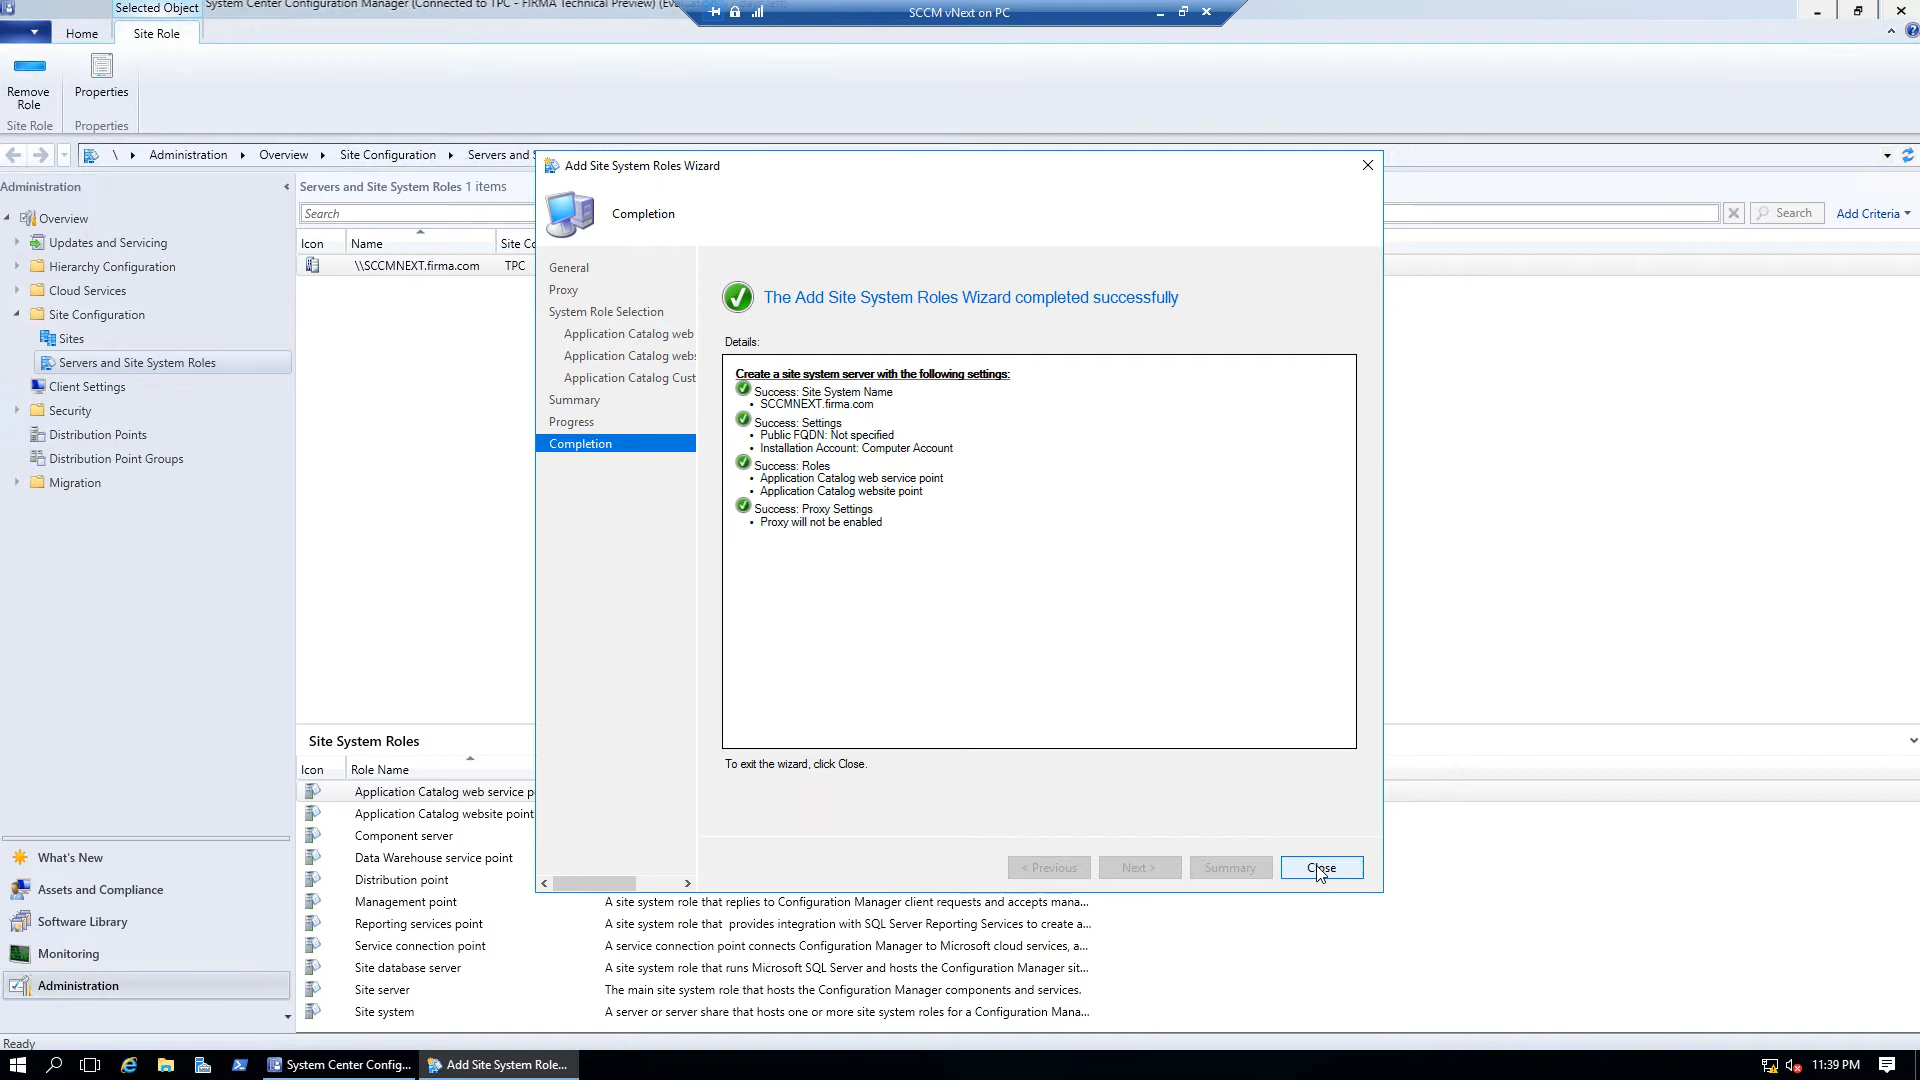 Selected Object
System Center Configuration Manager (Connected to TPC - FIRMA Technical Preview)
SCCM vNext on PC
Home
Site Role
Remove Role
Properties
Site Role
Properties
\ Administration Overview Site Configuration Servers and S
Administration
Overview
Updates and Servicing
Hierarchy Configuration
Cloud Services
Site Configuration
Sites
Servers and Site System Roles
Client Settings
Security
Distribution Points
Distribution Point Groups
Migration
What's New
Assets and Compliance
Software Library
Monitoring
Administration
Servers and Site System Roles 1 items
Search
Search
Add Criteria
Icon Name Site Co
\\SCCMNEXT.firma.com TPC
Add Site System Roles Wizard
Completion
General
Proxy
System Role Selection
Application Catalog web
Application Catalog webs
Application Catalog Cust
Summary
Progress
Completion
The Add Site System Roles Wizard completed successfully
Details:
Create a site system server with the following settings:
Success: Site System Name
• SCCMNEXT.firma.com
Success: Settings
• Public FQDN: Not specified
• Installation Account: Computer Account
Success: Roles
• Application Catalog web service point
• Application Catalog website point
Success: Proxy Settings
• Proxy will not be enabled
To exit the wizard, click Close.
< Previous
Next >
Summary
Close
Site System Roles
Icon Role Name
Application Catalog web service p
Application Catalog website point
Component server
Data Warehouse service point
Distribution point
Management point A site system role that replies to Configuration Manager client requests and accepts mana...
Reporting services point A site system role that provides integration with SQL Server Reporting Services to create a...
Service connection point A service connection point connects Configuration Manager to Microsoft cloud services, a...
Site database server A site system role that runs Microsoft SQL Server and hosts the Configuration Manager sit...
Site server The main site system role that hosts the Configuration Manager components and services.
Site system A server or server share that hosts one or more site system roles for a Configuration Mana...
Ready
System Center Config...
Add Site System Role...
11:39 PM